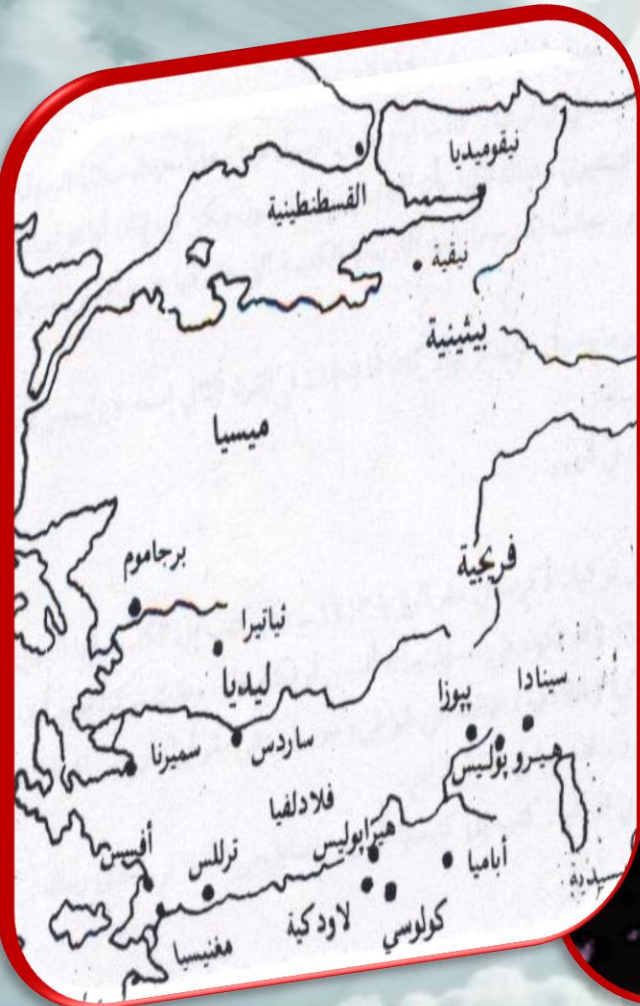 نيقوميديا
القسطنطينية
نيقية
بيثينية
ميسيا
فريجية
برجاموم
ثياتيرا
ليديا
سينادا
بيوزا
هيروبوليس
ساردس
سميرنا
فلادلفيا
هيرابوليس
أفسس
ترللس
أباميا
كولوسي
لاودكية
مغنيسيا